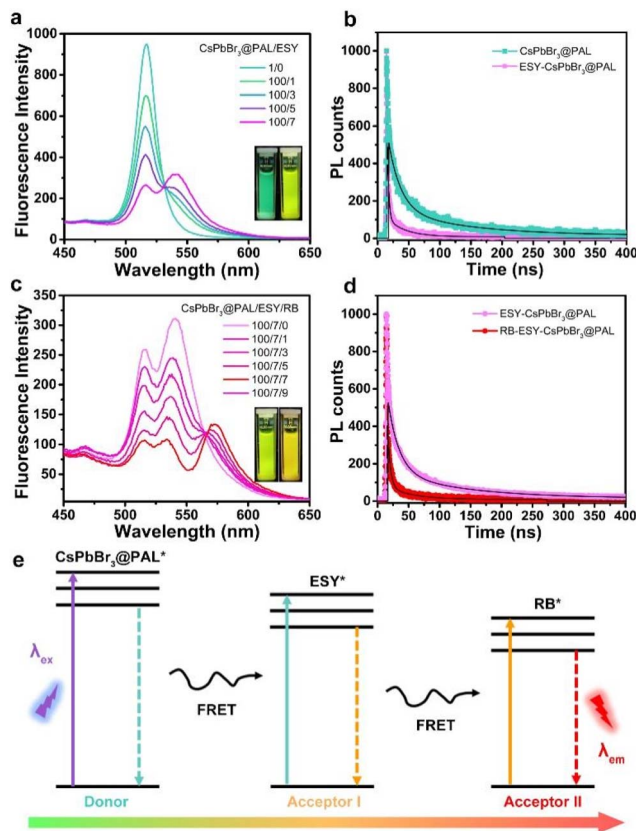 a
CsPbBr₃@PAL/ESY
1/0
100/1
100/3
100/5
100/7
1000
800
600
400
200
0
450 500 550 600 650
Fluorescence Intensity
Wavelength (nm)
b
CsPbBr₃@PAL
ESY-CsPbBr₃@PAL
1000
800
600
400
200
0
0 50 100 150 200 250 300 350 400
PL counts
Time (ns)
c
CsPbBr₃@PAL/ESY/RB
100/7/0
100/7/1
100/7/3
100/7/5
100/7/7
100/7/9
350
300
250
200
150
100
50
450 500 550 600 650
Fluorescence Intensity
Wavelength (nm)
d
ESY-CsPbBr₃@PAL
RB-ESY-CsPbBr₃@PAL
1000
800
600
400
200
0
0 50 100 150 200 250 300 350 400
PL counts
Time (ns)
e
CsPbBr₃@PAL*
ESY*
RB*
λex
FRET
FRET
λem
Donor
Acceptor I
Acceptor II